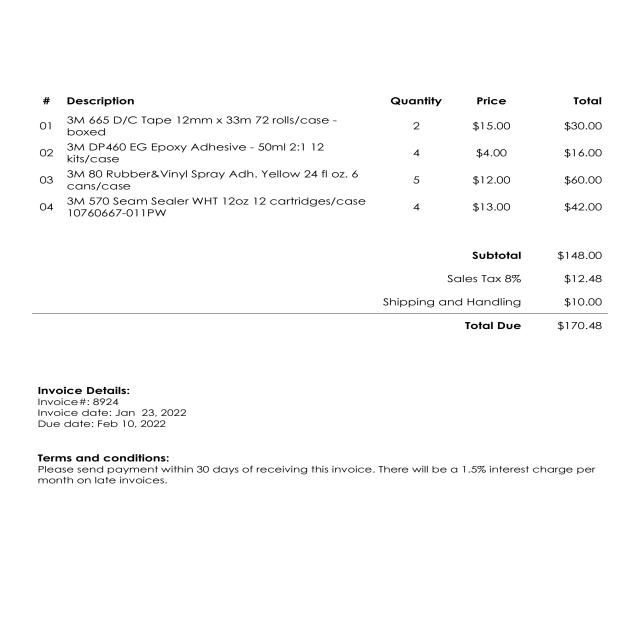 # Description Quantity Price Total
01 3M 665 D/C Tape 12mm x 33m 72 rolls/case - 2 $15.00 $30.00
boxed
02 3M DP460 EG Epoxy Adhesive - 50ml 2:1 12 4 $4.00 $16.00
kits/case
03 3M 80 Rubber&Vinyl Spray Adh. Yellow 24 fl oz. 6 5 $12.00 $60.00
cans/case
04 3M 570 Seam Sealer WHT 12oz 12 cartridges/case 4 $13.00 $42.00
10760667-011PW
Subtotal $148.00
Sales Tax 8% $12.48
Shipping and Handling $10.00
Total Due $170.48
Invoice Details:
Invoice#: 8924
Invoice date: Jan 23, 2022
Due date: Feb 10, 2022
Terms and conditions:
Please send payment within 30 days of receiving this invoice. There will be a 1.5% interest charge per
month on late invoices.